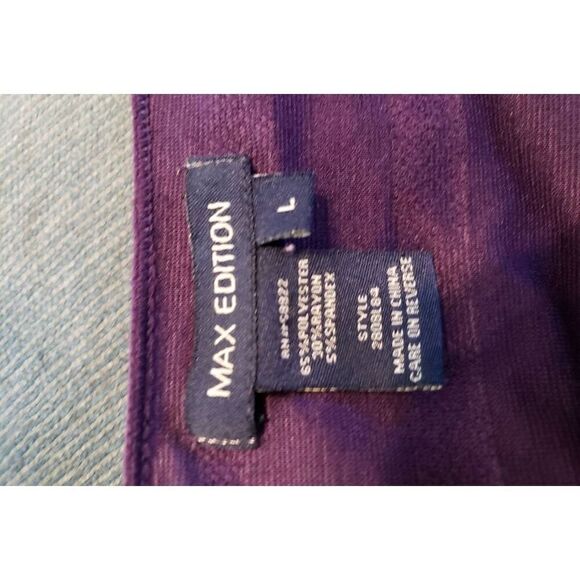 MAX EDITION
L
65%POLYESTER
30%RAYON
5%SPANDEX
STYLE
MADE IN CHINA
CARE ON REVERSE